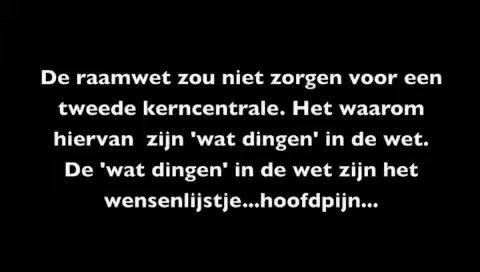 De raamwet zou niet zorgen voor een
tweede kerncentrale. Het waarom
hiervan zijn 'wat dingen' in de wet.
De 'wat dingen' in de wet zijn het
wensenlijstje...hoofdpijn...